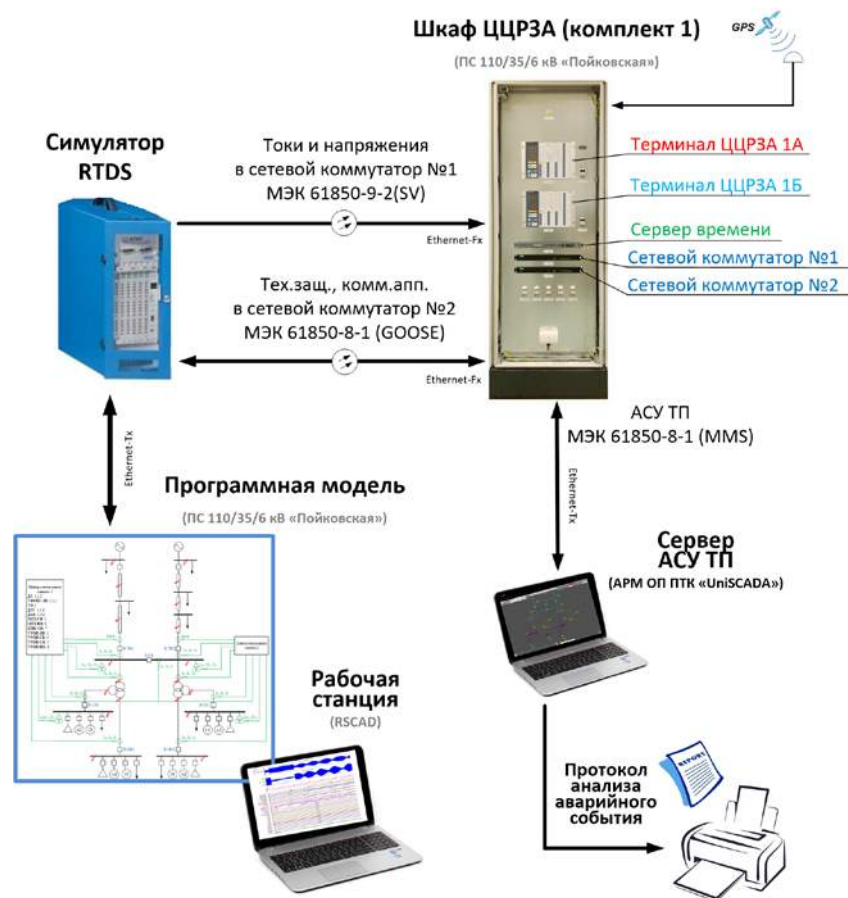 Шкаф ЦЦРЗА (комплект 1)
(ПС 110/35/6 кВ «Пойковская»)
GPS
Симулятор
RTDS
Токи и напряжения
в сетевой коммутатор №1
МЭК 61850-9-2(SV)
Ethernet-Fx
Терминал ЦЦРЗА 1А
Терминал ЦЦРЗА 1Б
Сервер времени
Сетевой коммутатор №1
Сетевой коммутатор №2
Тех.защ., комм.апп.
в сетевой коммутатор №2
МЭК 61850-8-1 (GOOSE)
Ethernet-Fx
АСУ ТП
МЭК 61850-8-1 (MMS)
Ethernet-Tx
Ethernet-Tx
Программная модель
(ПС 110/35/6 кВ «Пойковская»)
Сервер
АСУ ТП
(АРМ ОП ПТК «UniSCADA»)
Рабочая
станция
(RSCAD)
Протокол
анализа
аварийного
события
REPORT